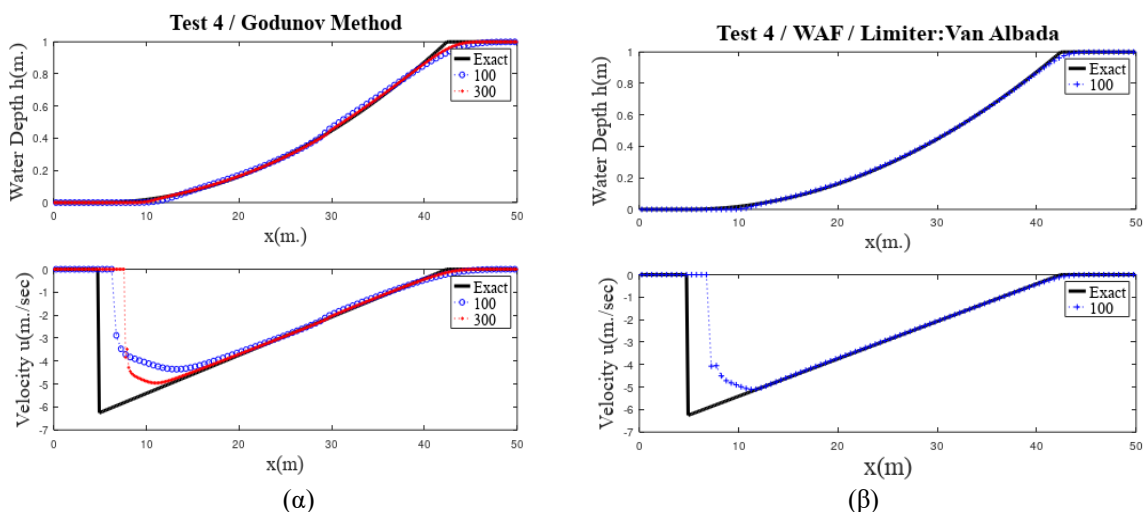 Test 4 / Godunov Method
Water Depth h(m.)
1
0.8
0.6
0.4
0.2
0
0 10 20 30 40 50
x(m.)
Exact
100
300
Velocity u(m./sec)
0
-1
-2
-3
-4
-5
-6
-7
0 10 20 30 40 50
x(m)
Exact
100
300
(α)
Test 4 / WAF / Limiter:Van Albada
Water Depth h(m)
1
0.8
0.6
0.4
0.2
0
0 10 20 30 40 50
x(m.)
Exact
100
Velocity u(m./sec)
0
-1
-2
-3
-4
-5
-6
-7
0 10 20 30 40 50
x(m)
Exact
100
(β)